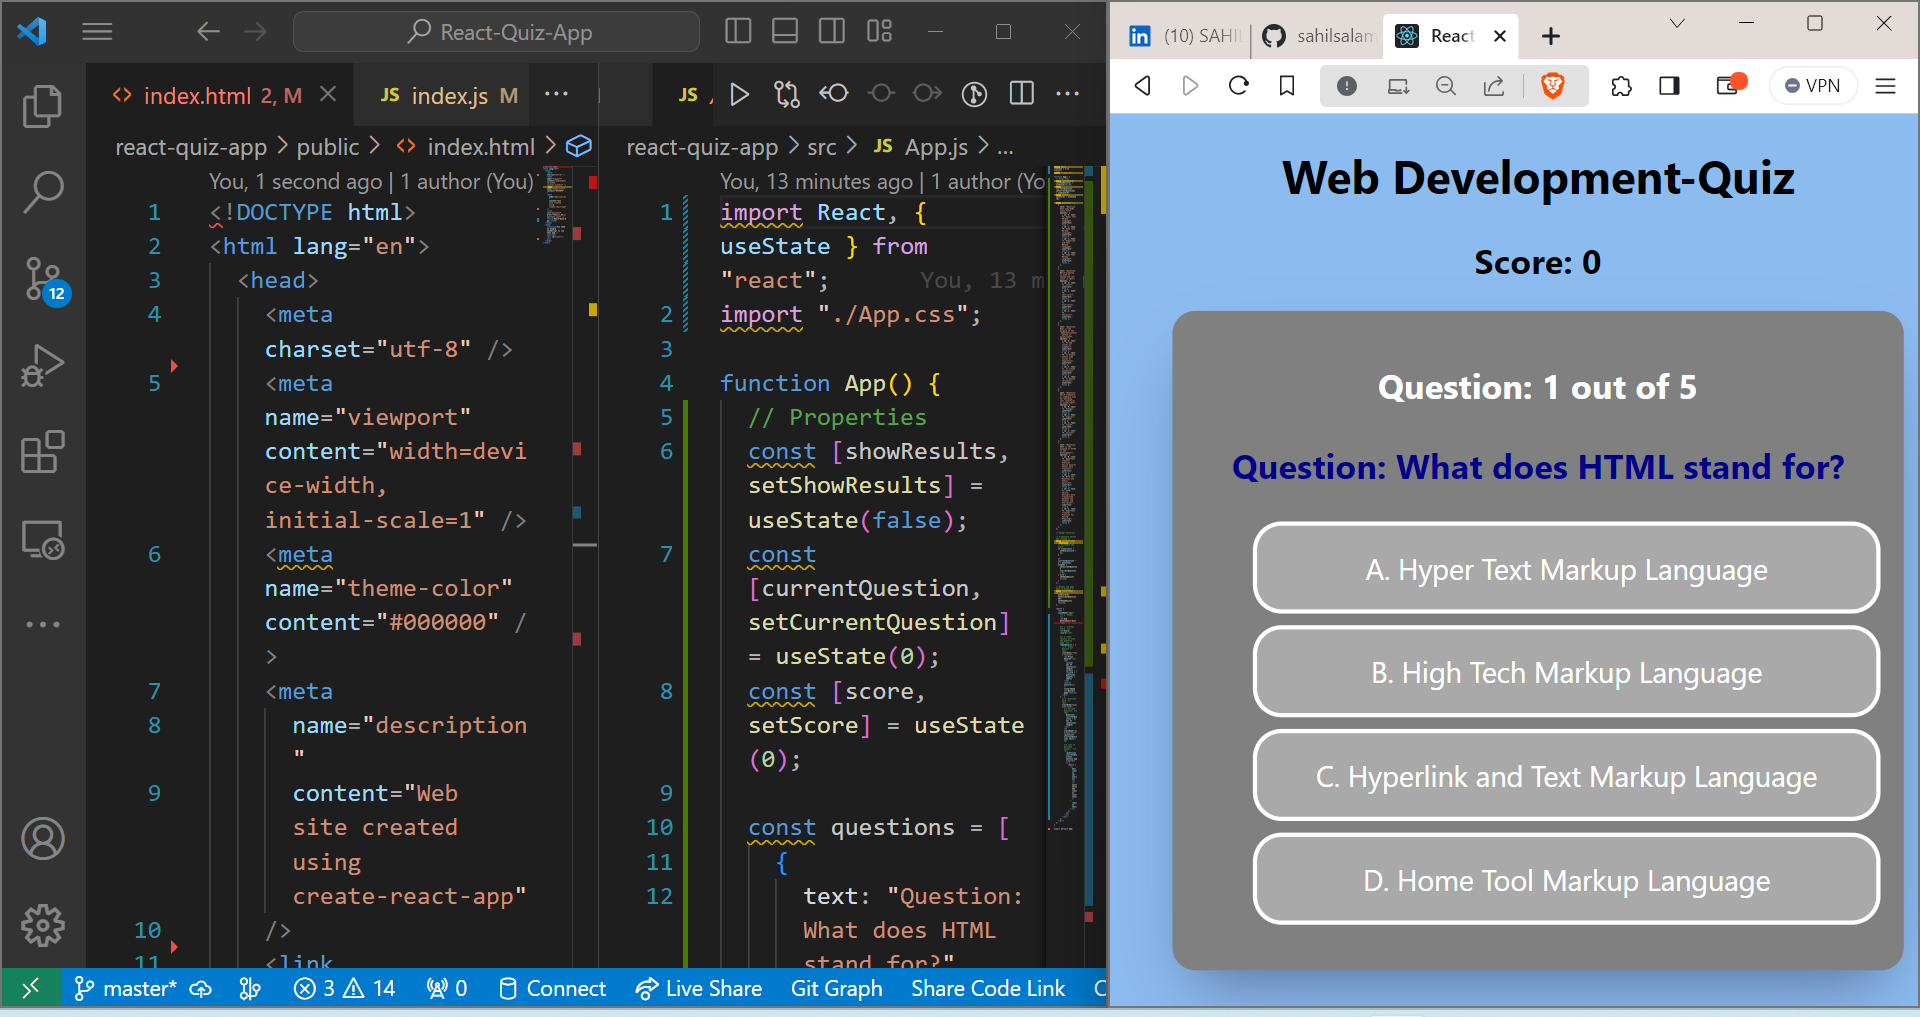 React-Quiz-App
index.html 2, M
JS index.js M
JS
react-quiz-app > public > index.html >
You, 1 second ago | 1 author (You)
1 <!DOCTYPE html>
2 <html lang="en">
3 <head>
4 <meta
charset="utf-8" />
5 <meta
name="viewport"
content="width=devi
ce-width,
initial-scale=1" />
6 <meta
name="theme-color"
content="#000000" /
>
7 <meta
8 name="description
"
9 content="Web
site created
using
create-react-app"
10 />
11 <link
react-quiz-app > src > JS App.js > ...
You, 13 minutes ago | 1 author (Yo
1 import React, {
useState } from
"react"; You, 13 m
2 import "./App.css";
3
4 function App() {
5 // Properties
6 const [showResults,
setShowResults] =
useState(false);
7 const
[currentQuestion,
setCurrentQuestion]
= useState(0);
8 const [score,
setScore] = useState
(0);
9
10 const questions = [
11 {
12 text: "Question:
What does HTML
stand for?"
12
master* 3 14 0 Connect Live Share Git Graph Share Code Link
(10) SAHIL
sahilsalam
React
VPN
Web Development-Quiz
Score: 0
Question: 1 out of 5
Question: What does HTML stand for?
A. Hyper Text Markup Language
B. High Tech Markup Language
C. Hyperlink and Text Markup Language
D. Home Tool Markup Language